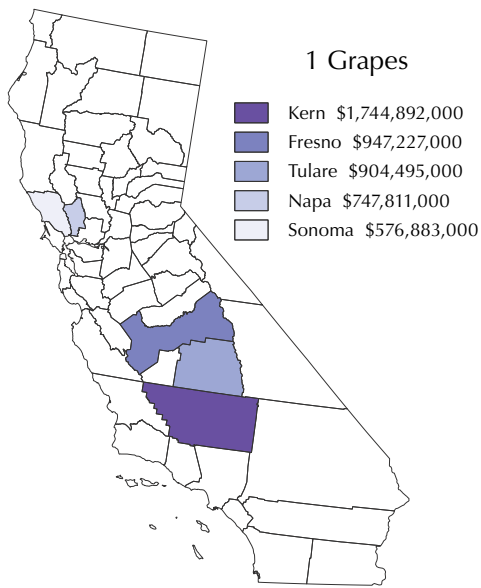 1 Grapes
Kern $1,744,892,000
Fresno $947,227,000
Tulare $904,495,000
Napa $747,811,000
Sonoma $576,883,000